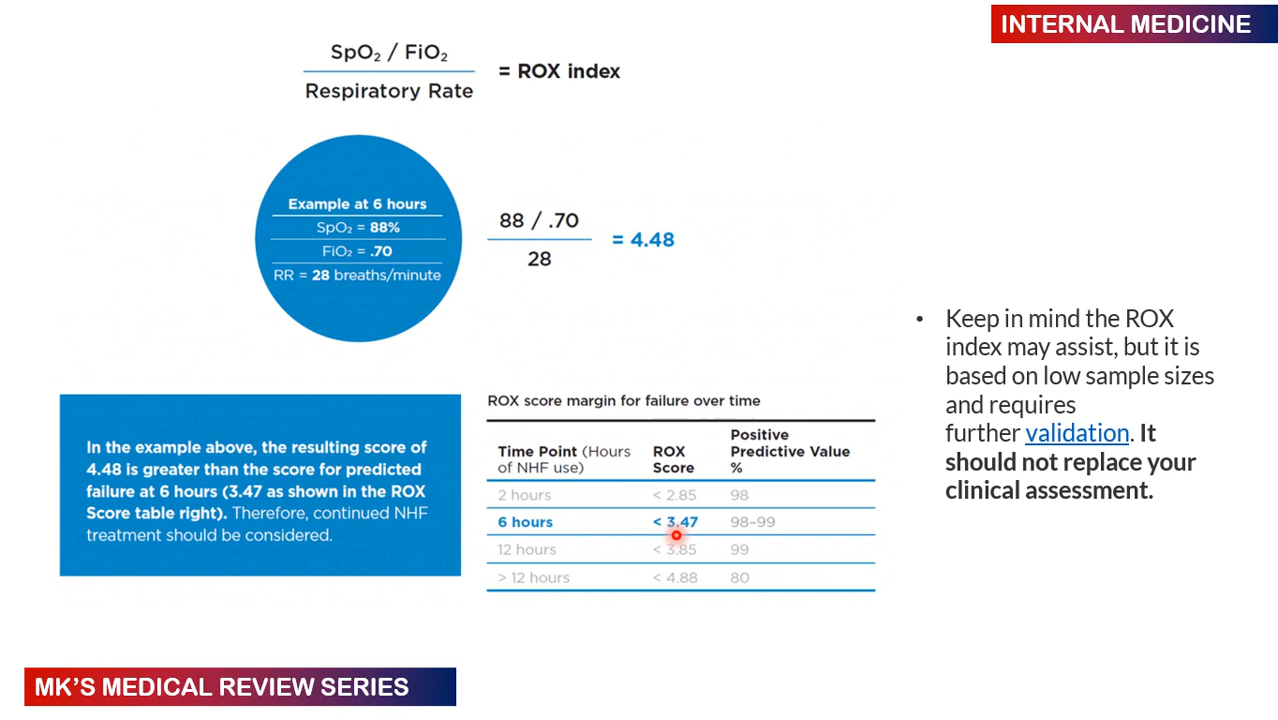 INTERNAL MEDICINE
SpO₂ / FiO₂
Respiratory Rate
= ROX index
Example at 6 hours
SpO₂ = 88%
FiO₂ = .70
RR = 28 breaths/minute
88 / .70
28
= 4.48
In the example above, the resulting score of
4.48 is greater than the score for predicted
failure at 6 hours (3.47 as shown in the ROX
Score table right). Therefore, continued NHF
treatment should be considered.
ROX score margin for failure over time
Time Point (Hours
of NHF use)
ROX
Score
Positive
Predictive Value
%
2 hours < 2.85 98
6 hours < 3.47 98–99
12 hours < 3.85 99
> 12 hours < 4.88 80
• Keep in mind the ROX
index may assist, but it is
based on low sample sizes
and requires
further validation. It
should not replace your
clinical assessment.
MK'S MEDICAL REVIEW SERIES